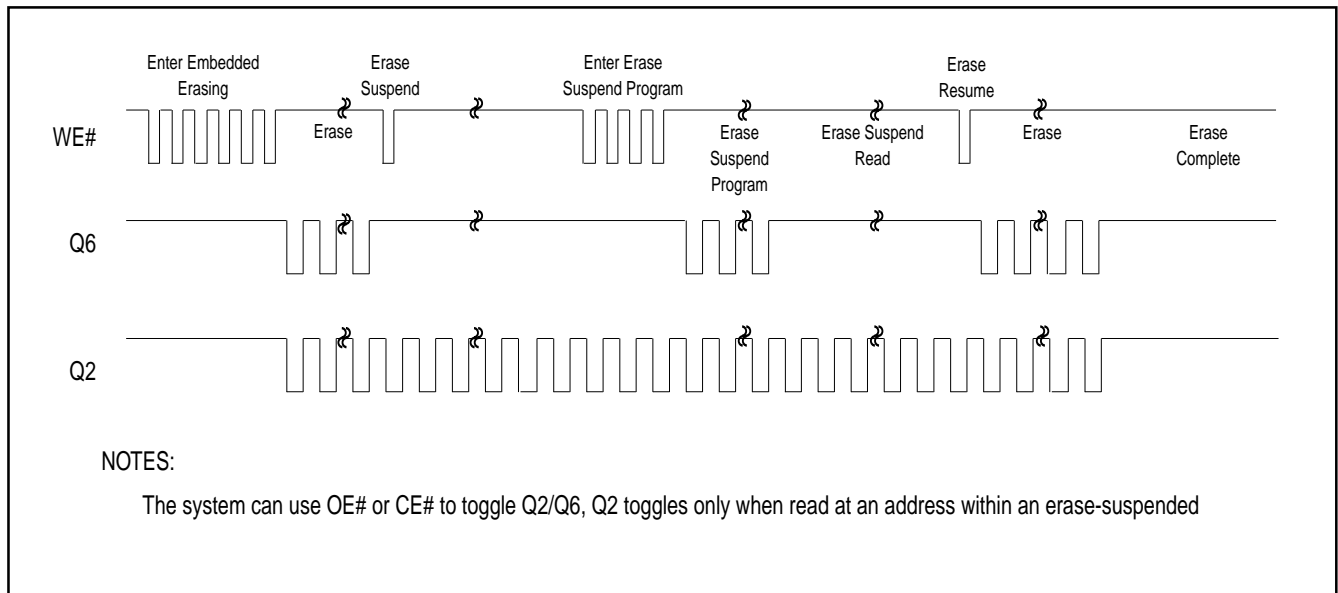 Enter Embedded
Erasing
Erase
Suspend
Enter Erase
Suspend Program
Erase
Resume
WE#
Erase
Erase
Suspend
Program
Erase Suspend
Read
Erase
Erase
Complete
Q6
Q2
NOTES:
The system can use OE# or CE# to toggle Q2/Q6, Q2 toggles only when read at an address within an erase-suspended